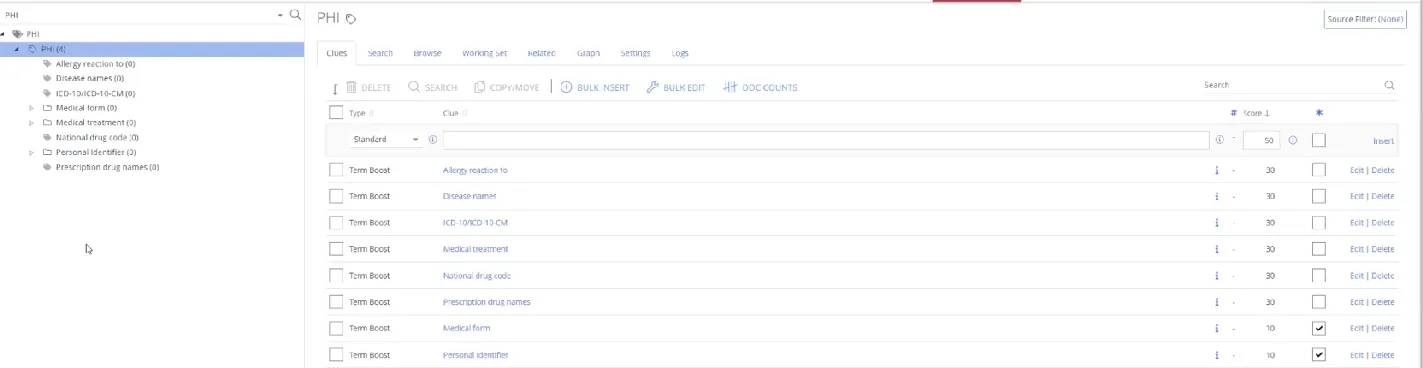 PHI
PHI
PHI (4)
Allergy reaction to (0)
Disease names (0)
ICD-10/ICD-10-CM (0)
Medical form (0)
Medical treatment (0)
National drug code (0)
Personal Identifier (0)
Prescription drug names (0)
PHI
Source Filter: (None)
Clues Search Browse Working Set Related Graph Settings Logs
DELETE SEARCH COPY/MOVE BULK INSERT BULK EDIT DOC COUNTS Search
Type Clue # Score *
Standard - 50 Insert
Term Boost Allergy reaction to - 30 Edit | Delete
Term Boost Disease names - 30 Edit | Delete
Term Boost ICD-10/ICD-10-CM - 30 Edit | Delete
Term Boost Medical treatment - 30 Edit | Delete
Term Boost National drug code - 30 Edit | Delete
Term Boost Prescription drug names - 30 Edit | Delete
Term Boost Medical form - 10 Edit | Delete
Term Boost Personal Identifier - 10 Edit | Delete